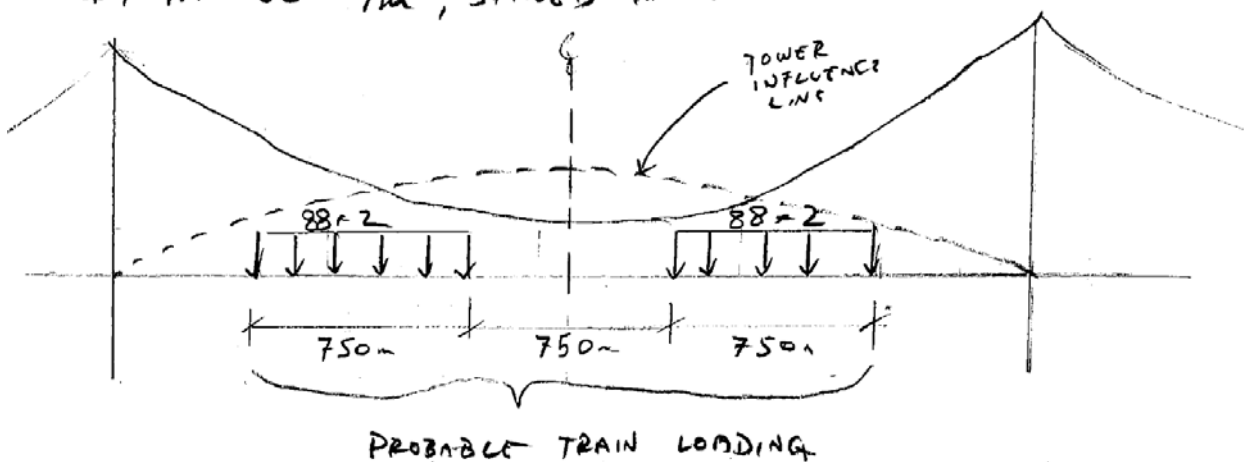 TOWER
INFLUENCE
LINE
88 × 2
88 × 2
750m
750m
750m
PROBABLE TRAIN LOADING